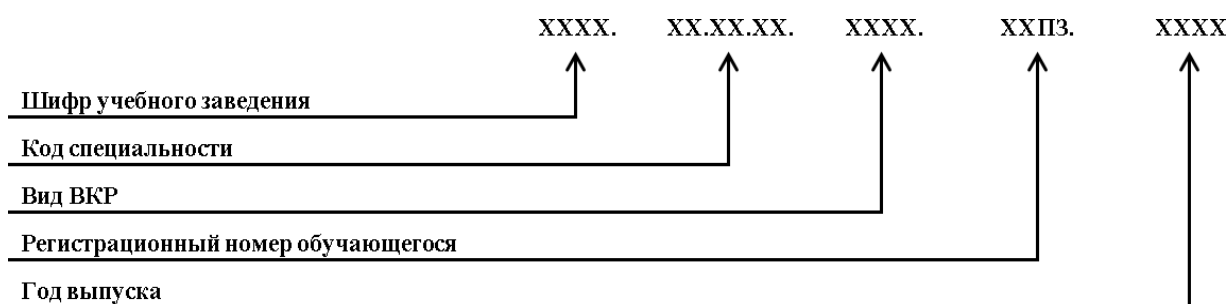 ХХХХ. ХХ.ХХ.ХХ. ХХХХ. ХХПЗ. ХХХХ
Шифр учебного заведения
Код специальности
Вид ВКР
Регистрационный номер обучающегося
Год выпуска